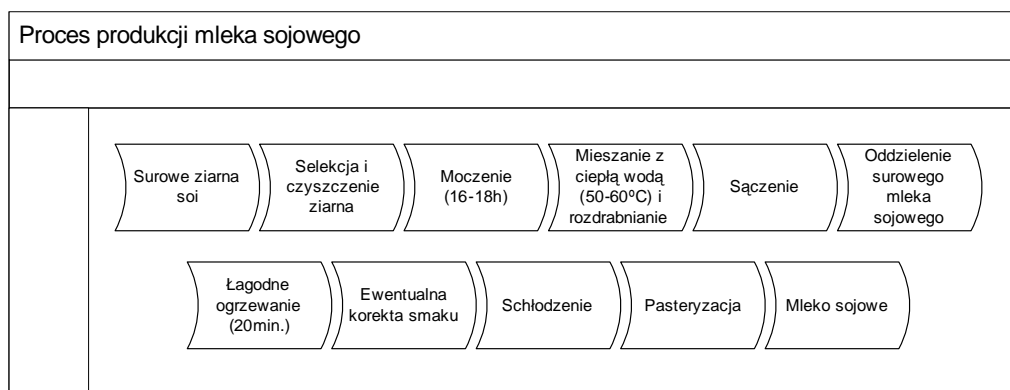 Proces produkcji mleka sojowego
Surowe ziarna
soi
Selekcja i
czyszczenie
ziarna
Moczenie
(16-18h)
Mieszanie z
ciepłą wodą
(50-60ºC) i
rozdrabnianie
Sączenie
Oddzielenie
surowego
mleka
sojowego
Łagodne
ogrzewanie
(20min.)
Ewentualna
korekta smaku
Schłodzenie
Pasteryzacja
Mleko sojowe